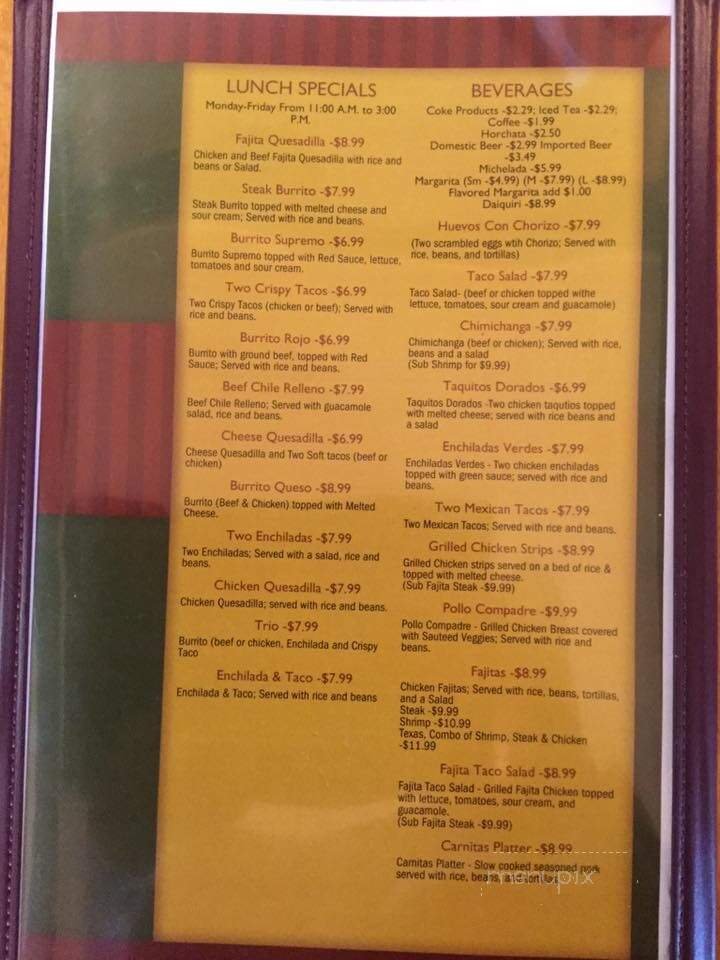 LUNCH SPECIALS
Monday-Friday From 11:00 A.M. to 3:00
P.M.
Fajita Quesadilla -$8.99
Chicken and Beef Fajita Quesadilla with rice and
beans or Salad.
Steak Burrito -$7.99
Steak Burrito topped with melted cheese and
sour cream; Served with rice and beans.
Burrito Supremo -$6.99
Burrito Supremo topped with Red Sauce, lettuce,
tomatoes and sour cream.
Two Crispy Tacos -$6.99
Two Crispy Tacos (chicken or beef); Served with
rice and beans.
Burrito Rojo -$6.99
Burrito with ground beef, topped with Red
Sauce; Served with rice and beans.
Beef Chile Relleno -$7.99
Beef Chile Relleno; Served with guacamole
salad, rice and beans.
Cheese Quesadilla -$6.99
Cheese Quesadilla and Two Soft tacos (beef or
chicken)
Burrito Queso -$8.99
Burrito (Beef & Chicken) topped with Melted
Cheese.
Two Enchiladas -$7.99
Two Enchiladas; Served with a salad, rice and
beans.
Chicken Quesadilla -$7.99
Chicken Quesadilla; served with rice and beans.
Trio -$7.99
Burrito (beef or chicken, Enchilada and Crispy
Taco
Enchilada & Taco -$7.99
Enchilada & Taco; Served with rice and beans
BEVERAGES
Coke Products -$2.29; Iced Tea -$2.29;
Coffee -$1.99
Horchata -$2.50
Domestic Beer -$2.99 Imported Beer
-$3.49
Michelada -$5.99
Margarita (Sm -$4.99) (M -$7.99) (L -$8.99)
Flavored Margarita add $1.00
Daiquiri -$8.99
Huevos Con Chorizo -$7.99
(Two scrambled eggs wtih Chorizo; Served with
rice, beans, and tortillas)
Taco Salad -$7.99
Taco Salad- (beef or chicken topped withe
lettuce, tomatoes, sour cream and guacamole)
Chimichanga -$7.99
Chimichanga (beef or chicken); Served with rice,
beans and a salad
(Sub Shrimp for $9.99)
Taquitos Dorados -$6.99
Taquitos Dorados -Two chicken taqutios topped
with melted cheese; served with rice beans and
a salad
Enchiladas Verdes -$7.99
Enchiladas Verdes - Two chicken enchiladas
topped with green sauce; served with rice and
beans.
Two Mexican Tacos -$7.99
Two Mexican Tacos; Served with rice and beans.
Grilled Chicken Strips -$8.99
Grilled Chicken strips served on a bed of rice &
topped with melted cheese.
(Sub Fajita Steak -$9.99)
Pollo Compadre -$9.99
Pollo Compadre - Grilled Chicken Breast covered
with Sauteed Veggies; Served with rice and
beans.
Fajitas -$8.99
Chicken Fajitas; Served with rice, beans, tortillas,
and a Salad
Steak -$9.99
Shrimp -$10.99
Texas, Combo of Shrimp, Steak & Chicken
-$11.99
Fajita Taco Salad -$8.99
Fajita Taco Salad - Grilled Fajita Chicken topped
with lettuce, tomatoes, sour cream, and
guacamole.
(Sub Fajita Steak -$9.99)
Carnitas Platter -$8.99
Carnitas Platter - Slow cooked seasoned pork
served with rice, beans, and tortillas
menupix